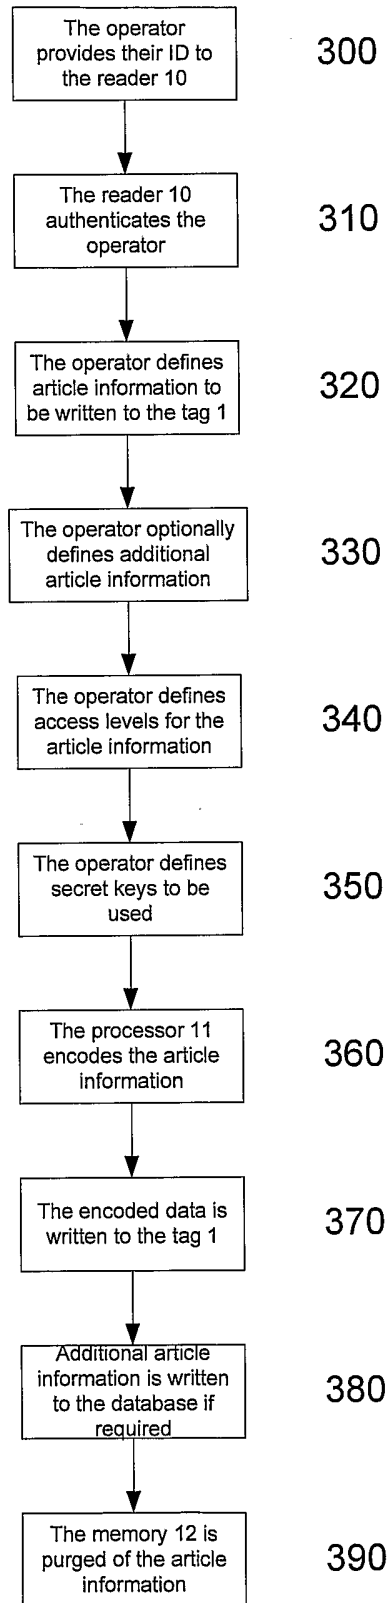 The operator
provides their ID to
the reader 10
300
The reader 10
authenticates the
operator
310
The operator defines
article information to
be written to the tag 1
320
The operator optionally
defines additional
article information
330
The operator defines
access levels for the
article information
340
The operator defines
secret keys to be
used
350
The processor 11
encodes the article
information
360
The encoded data is
written to the tag 1
370
Additional article
information is written
to the database if
required
380
The memory 12 is
purged of the article
information
390